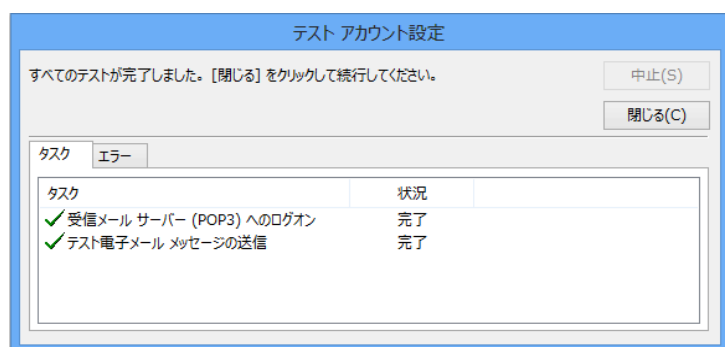 テスト アカウント設定
すべてのテストが完了しました。[閉じる] をクリックして続行してください。
中止(S)
閉じる(C)
タスク エラー
タスク 状況
受信メール サーバー (POP3) へのログオン 完了
テスト電子メール メッセージの送信 完了